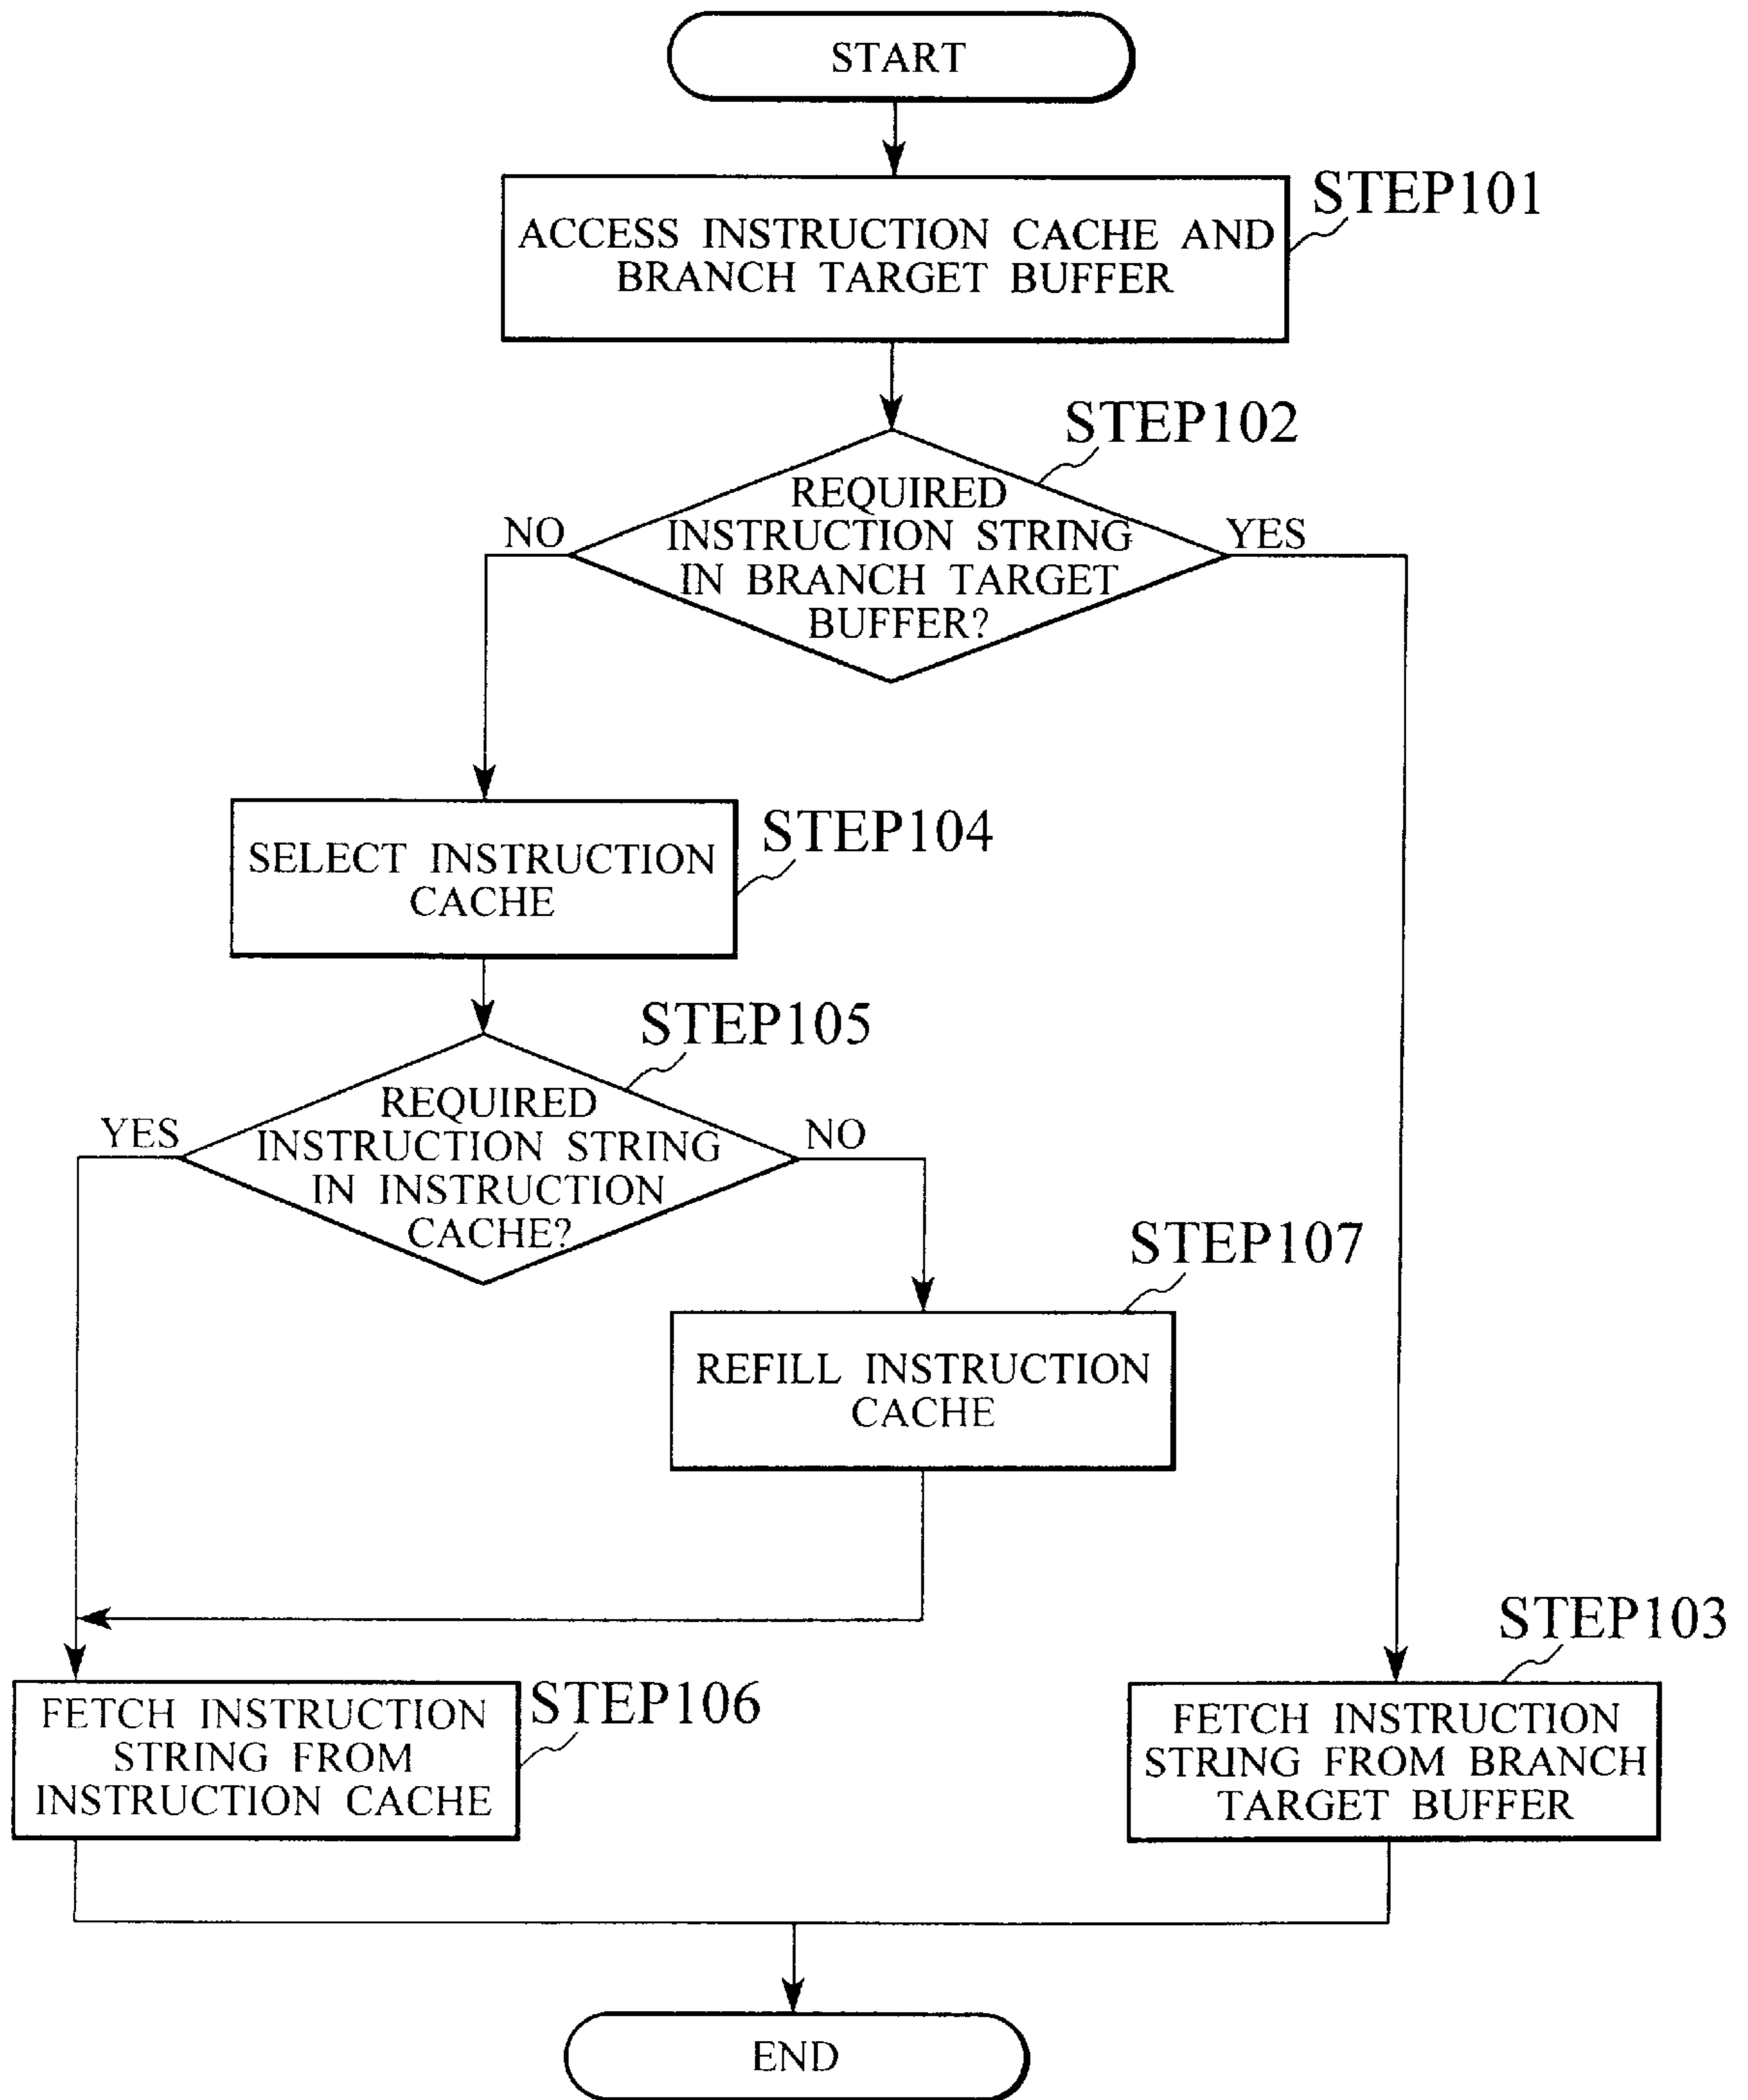 START
STEP101
ACCESS INSTRUCTION CACHE AND
BRANCH TARGET BUFFER
STEP102
REQUIRED
INSTRUCTION STRING
IN BRANCH TARGET
BUFFER?
NO
YES
STEP104
SELECT INSTRUCTION
CACHE
STEP105
REQUIRED
INSTRUCTION STRING
IN INSTRUCTION
CACHE?
YES
NO
STEP107
REFILL INSTRUCTION
CACHE
STEP106
FETCH INSTRUCTION
STRING FROM
INSTRUCTION CACHE
STEP103
FETCH INSTRUCTION
STRING FROM BRANCH
TARGET BUFFER
END